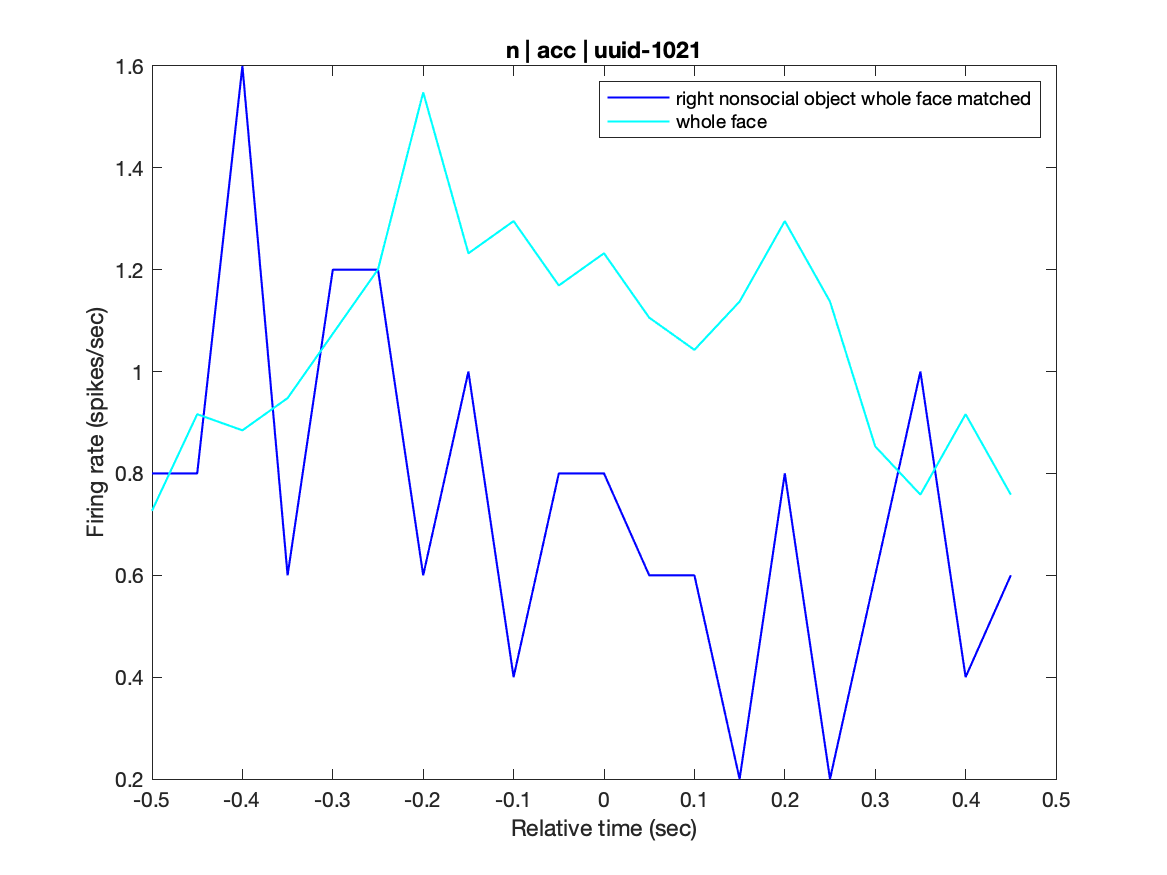 n | acc | uuid-1021
right nonsocial object whole face matched
whole face
1.6
1.4
1.2
1
0.8
0.6
0.4
0.2
Firing rate (spikes/sec)
-0.5 -0.4 -0.3 -0.2 -0.1 0 0.1 0.2 0.3 0.4 0.5
Relative time (sec)